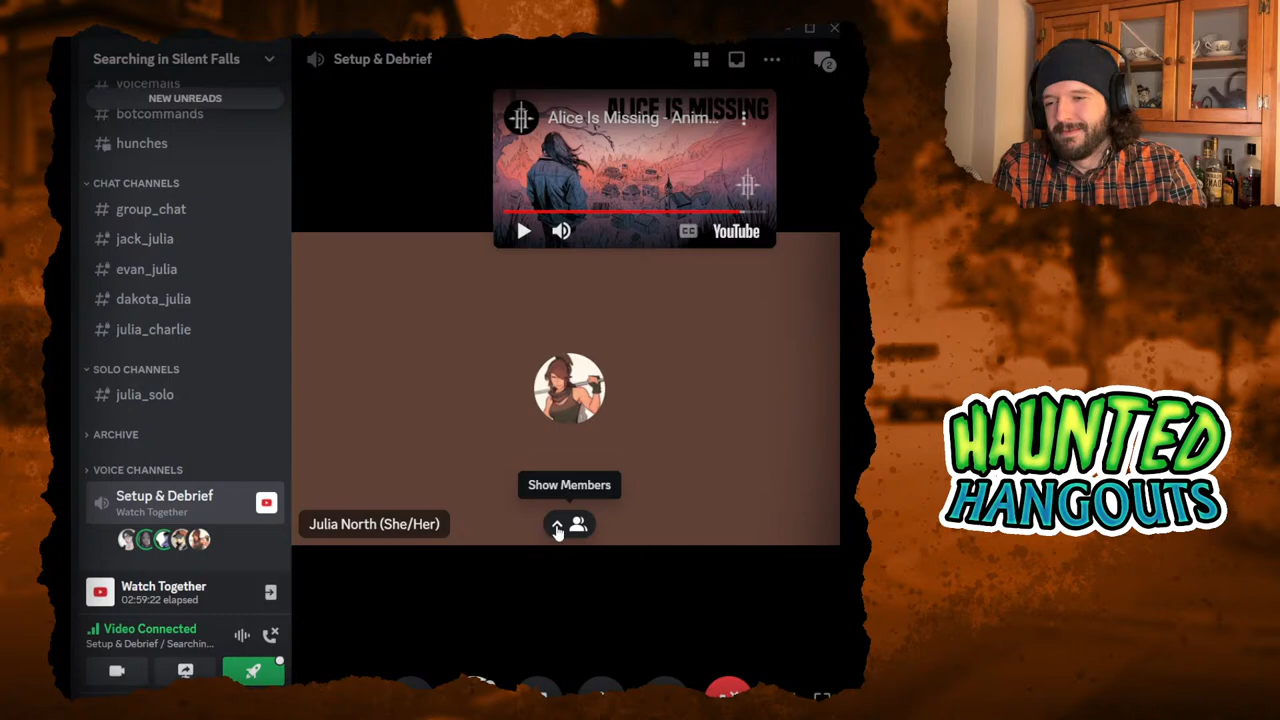 Searching in Silent Falls
voicemails
NEW UNREADS
botcommands
hunches
CHAT CHANNELS
group_chat
jack_julia
evan_julia
dakota_julia
julia_charlie
SOLO CHANNELS
julia_solo
ARCHIVE
VOICE CHANNELS
Setup & Debrief
Watch Together
Watch Together
02:59:22 elapsed
Video Connected
Setup & Debrief / Searchin...
Setup & Debrief
2
ALICE IS MISSING
Alice Is Missing - Anim...
CC
YouTube
Show Members
Julia North (She/Her)
HAUNTED
HANGOUTS